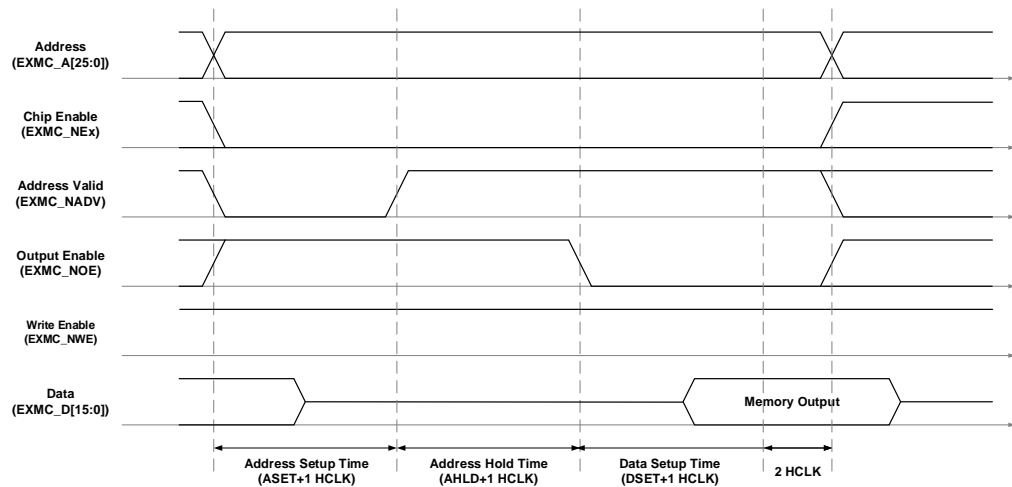 Address
(EXMC_A[25:0])
Chip Enable
(EXMC_NEx)
Address Valid
(EXMC_NADV)
Output Enable
(EXMC_NOE)
Write Enable
(EXMC_NWE)
Data
(EXMC_D[15:0])
Memory Output
Address Setup Time
(ASET+1 HCLK)
Address Hold Time
(AHLD+1 HCLK)
Data Setup Time
(DSET+1 HCLK)
2 HCLK